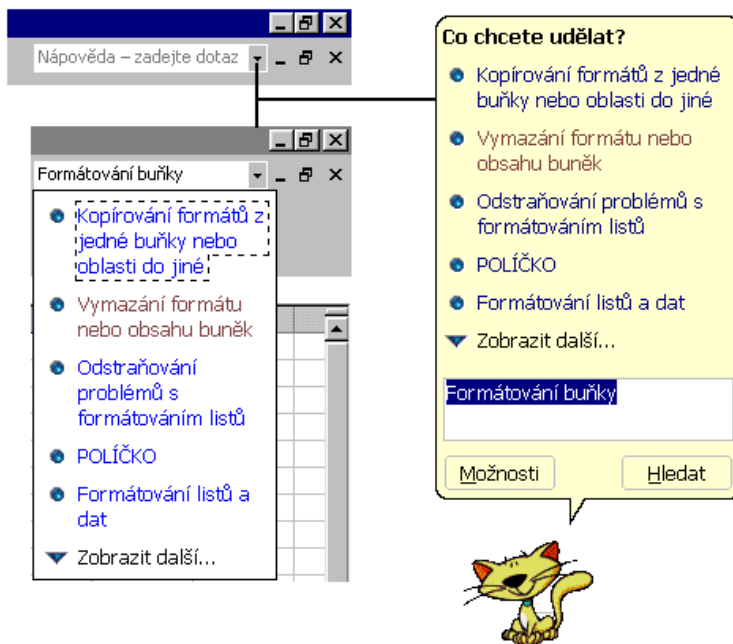 Nápověda – zadejte dotaz
Formátování buňky
Kopírování formátů z
jedné buňky nebo
oblasti do jiné
Vymazání formátu
nebo obsahu buněk
Odstraňování
problémů s
formátováním listů
POLÍČKO
Formátování listů a
dat
Zobrazit další...
Co chcete udělat?
Kopírování formátů z jedné
buňky nebo oblasti do jiné
Vymazání formátu nebo
obsahu buněk
Odstraňování problémů s
formátováním listů
POLÍČKO
Formátování listů a dat
Zobrazit další...
Formátování buňky
Možnosti
Hledat